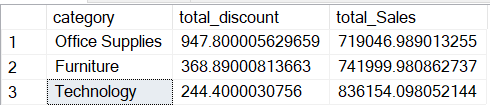 category total_discount total_Sales
1 Office Supplies 947.800005629659 719046.989013255
2 Furniture 368.89000813663 741999.980862737
3 Technology 244.4000030756 836154.098052144